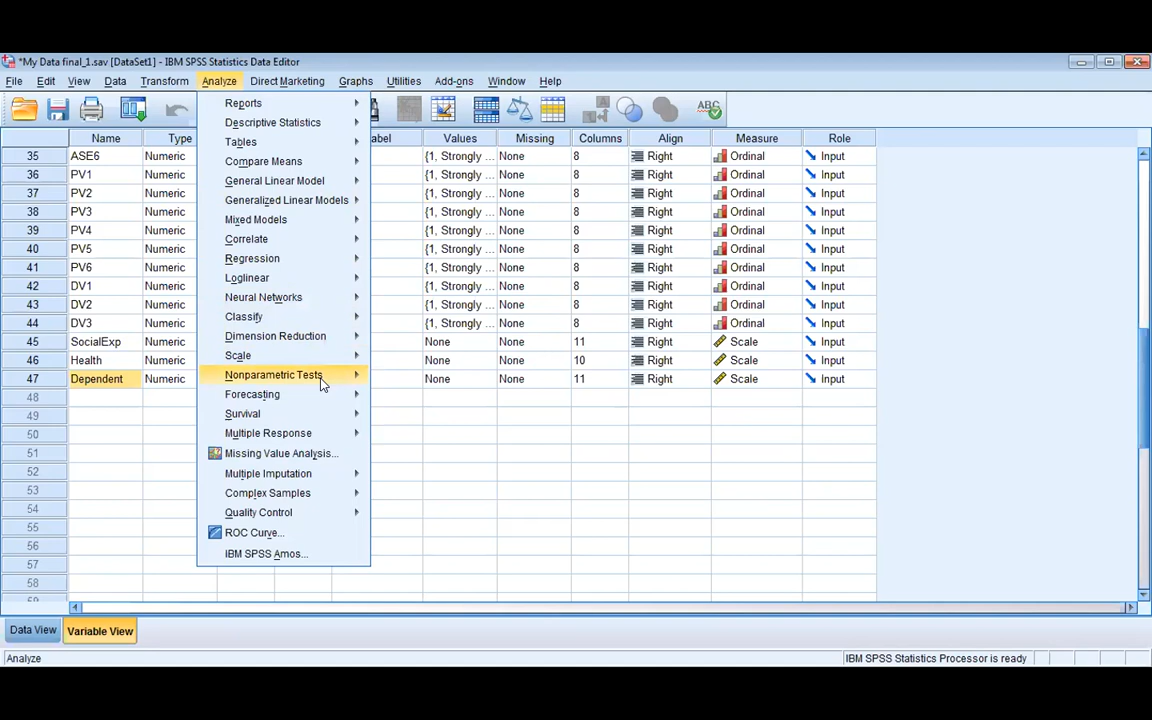 *My Data final_1.sav [DataSet1] - IBM SPSS Statistics Data Editor
File Edit View Data Transform Analyze Direct Marketing Graphs Utilities Add-ons Window Help
Name Type abel Values Missing Columns Align Measure Role
35 ASE6 Numeric {1, Strongly ... None 8 Right Ordinal Input
36 PV1 Numeric {1, Strongly ... None 8 Right Ordinal Input
37 PV2 Numeric {1, Strongly ... None 8 Right Ordinal Input
38 PV3 Numeric {1, Strongly ... None 8 Right Ordinal Input
39 PV4 Numeric {1, Strongly ... None 8 Right Ordinal Input
40 PV5 Numeric {1, Strongly ... None 8 Right Ordinal Input
41 PV6 Numeric {1, Strongly ... None 8 Right Ordinal Input
42 DV1 Numeric {1, Strongly ... None 8 Right Ordinal Input
43 DV2 Numeric {1, Strongly ... None 8 Right Ordinal Input
44 DV3 Numeric {1, Strongly ... None 8 Right Ordinal Input
45 SocialExp Numeric None None 11 Right Scale Input
46 Health Numeric None None 10 Right Scale Input
47 Dependent Numeric None None 11 Right Scale Input
48
49
50
51
52
53
54
55
56
57
58
Reports
Descriptive Statistics
Tables
Compare Means
General Linear Model
Generalized Linear Models
Mixed Models
Correlate
Regression
Loglinear
Neural Networks
Classify
Dimension Reduction
Scale
Nonparametric Tests
Forecasting
Survival
Multiple Response
Missing Value Analysis...
Multiple Imputation
Complex Samples
Quality Control
ROC Curve...
IBM SPSS Amos...
ABC
Data View Variable View
Analyze IBM SPSS Statistics Processor is ready